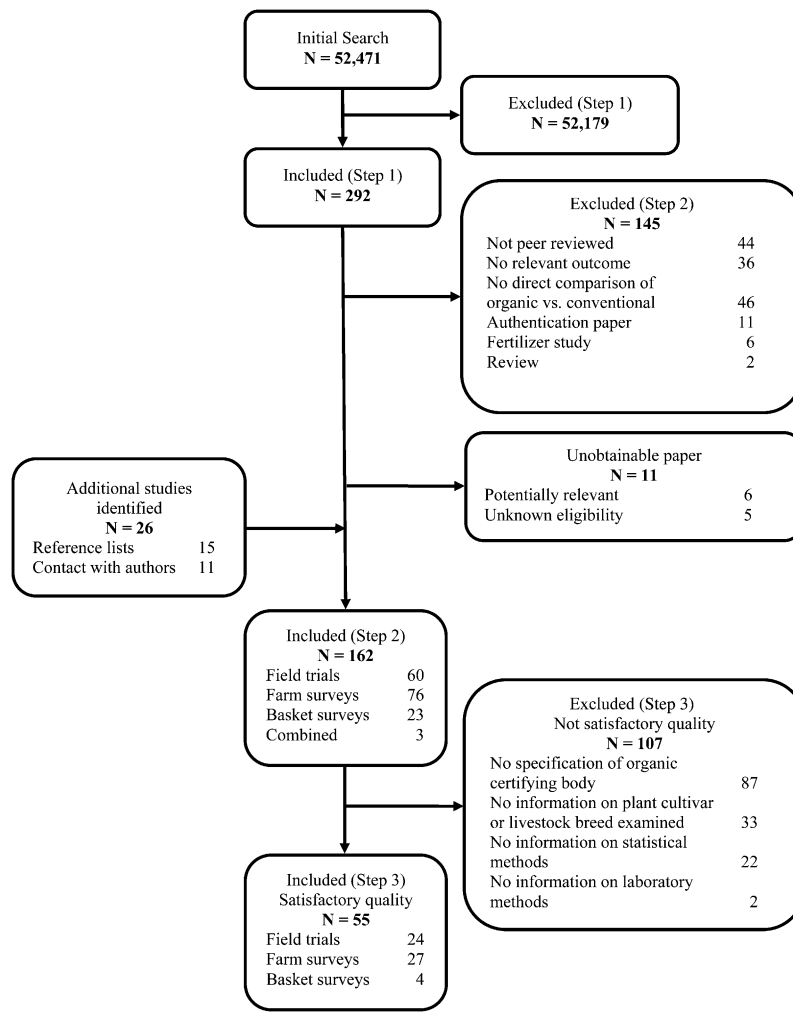 Initial Search
N = 52,471
Excluded (Step 1)
N = 52,179
Included (Step 1)
N = 292
Excluded (Step 2)
N = 145
Not peer reviewed 44
No relevant outcome 36
No direct comparison of
organic vs. conventional 46
Authentication paper 11
Fertilizer study 6
Review 2
Unobtainable paper
N = 11
Potentially relevant 6
Unknown eligibility 5
Additional studies
identified
N = 26
Reference lists 15
Contact with authors 11
Included (Step 2)
N = 162
Field trials 60
Farm surveys 76
Basket surveys 23
Combined 3
Excluded (Step 3)
Not satisfactory quality
N = 107
No specification of organic
certifying body 87
No information on plant cultivar
or livestock breed examined 33
No information on statistical
methods 22
No information on laboratory
methods 2
Included (Step 3)
Satisfactory quality
N = 55
Field trials 24
Farm surveys 27
Basket surveys 4